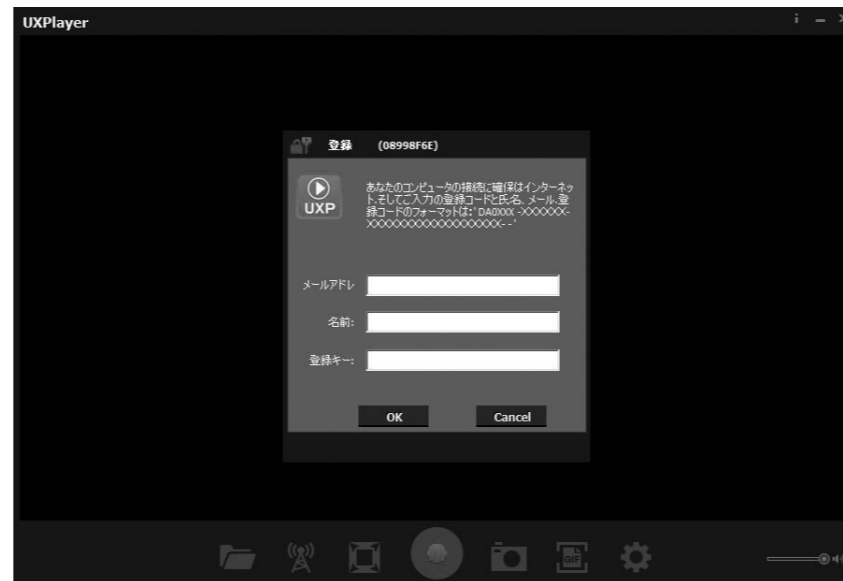 UXPlayer
登録 (08998F6E)
UXP
あなたのコンピュータの接続に確保はインターネッ
ト.そしてご入力の登録コードと氏名、メール.登
録コードのフォーマットは:' DA0XXX -XXXXXX-
XXXXXXXXXXXXXXXXXXXX--'
メールアドレ
名前:
登録キー:
OK Cancel
GIF